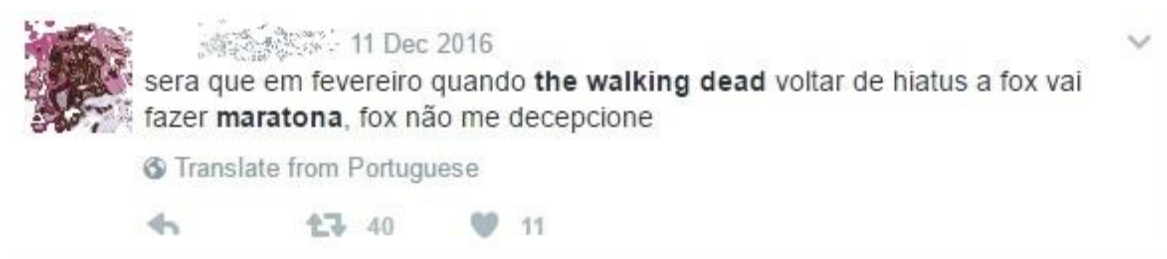 11 Dec 2016
sera que em fevereiro quando the walking dead voltar de hiatus a fox vai
fazer maratona, fox não me decepcione
Translate from Portuguese
40 11